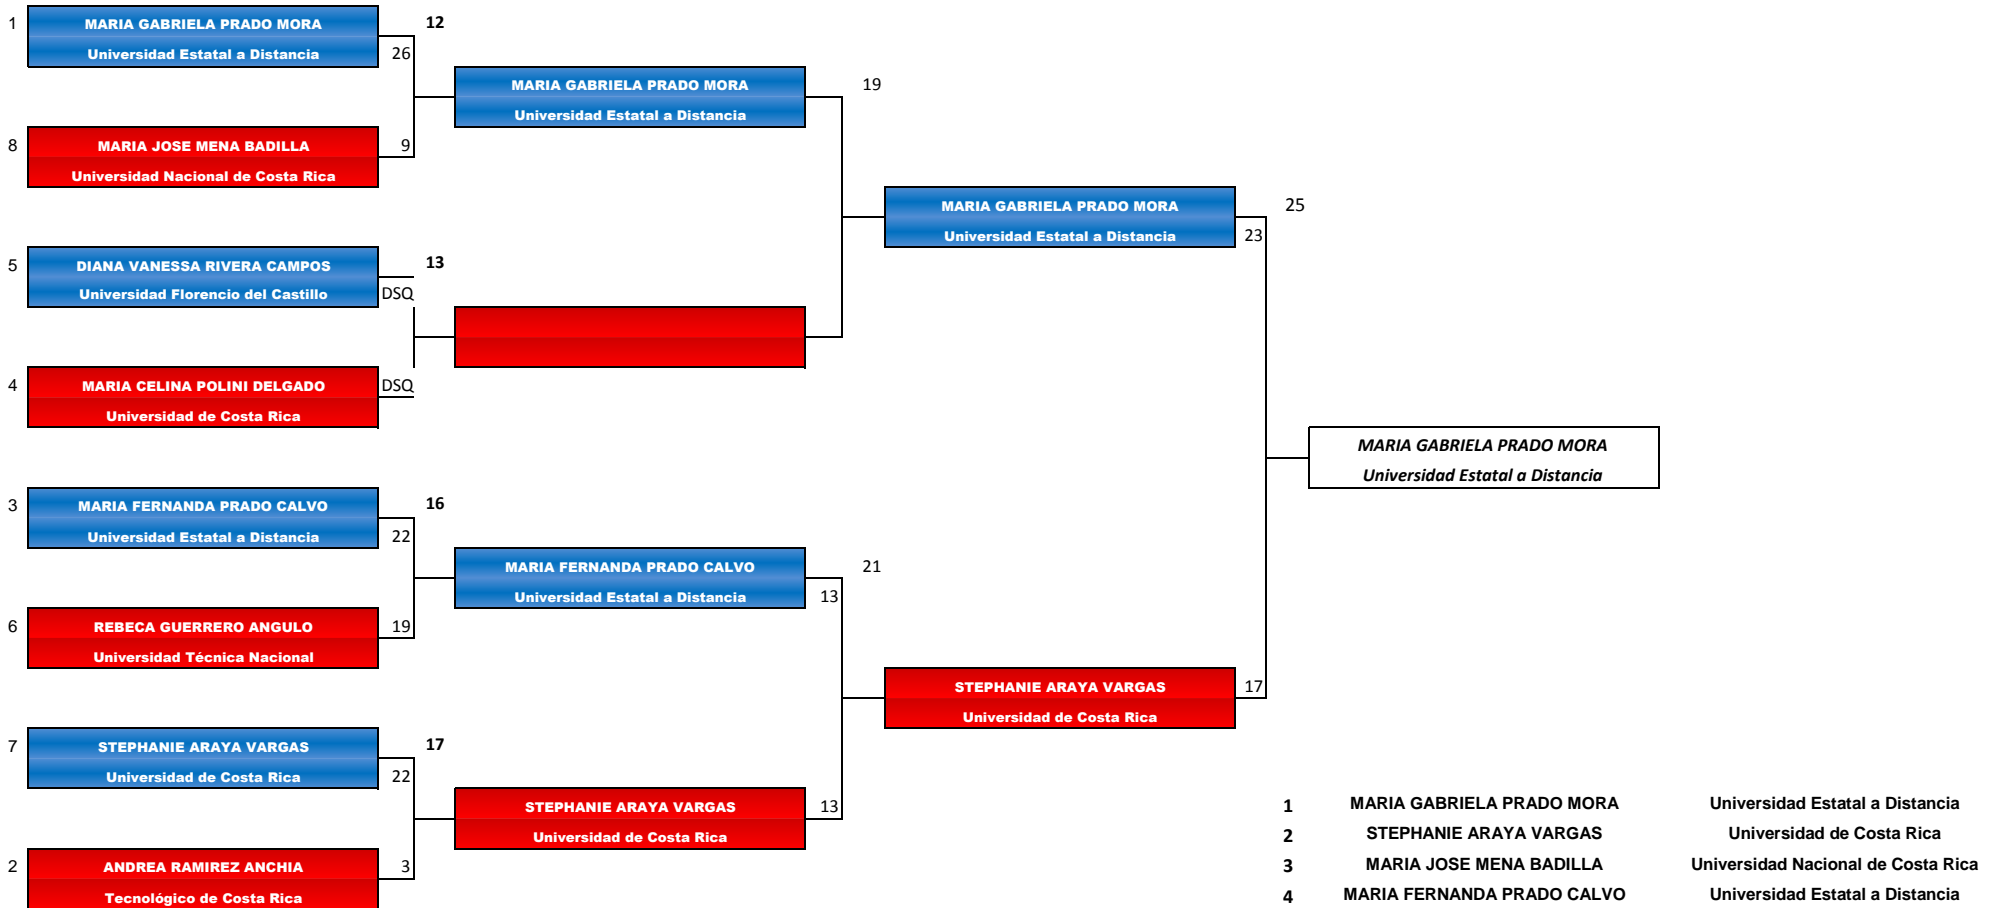 1 MARIA GABRIELA PRADO MORA 12
Universidad Estatal a Distancia 26
MARIA GABRIELA PRADO MORA 19
Universidad Estatal a Distancia
8 MARIA JOSE MENA BADILLA 9
Universidad Nacional de Costa Rica
MARIA GABRIELA PRADO MORA 25
Universidad Estatal a Distancia 23
5 DIANA VANESSA RIVERA CAMPOS 13
Universidad Florencio del Castillo DSQ
4 MARIA CELINA POLINI DELGADO DSQ
Universidad de Costa Rica
MARIA GABRIELA PRADO MORA
Universidad Estatal a Distancia
3 MARIA FERNANDA PRADO CALVO 16
Universidad Estatal a Distancia 22
MARIA FERNANDA PRADO CALVO 21
Universidad Estatal a Distancia 13
6 REBECA GUERRERO ANGULO 19
Universidad Técnica Nacional
STEPHANIE ARAYA VARGAS 17
Universidad de Costa Rica
7 STEPHANIE ARAYA VARGAS 17
Universidad de Costa Rica 22
STEPHANIE ARAYA VARGAS 13
Universidad de Costa Rica
2 ANDREA RAMIREZ ANCHIA 3
Tecnológico de Costa Rica
1 MARIA GABRIELA PRADO MORA Universidad Estatal a Distancia
2 STEPHANIE ARAYA VARGAS Universidad de Costa Rica
3 MARIA JOSE MENA BADILLA Universidad Nacional de Costa Rica
4 MARIA FERNANDA PRADO CALVO Universidad Estatal a Distancia